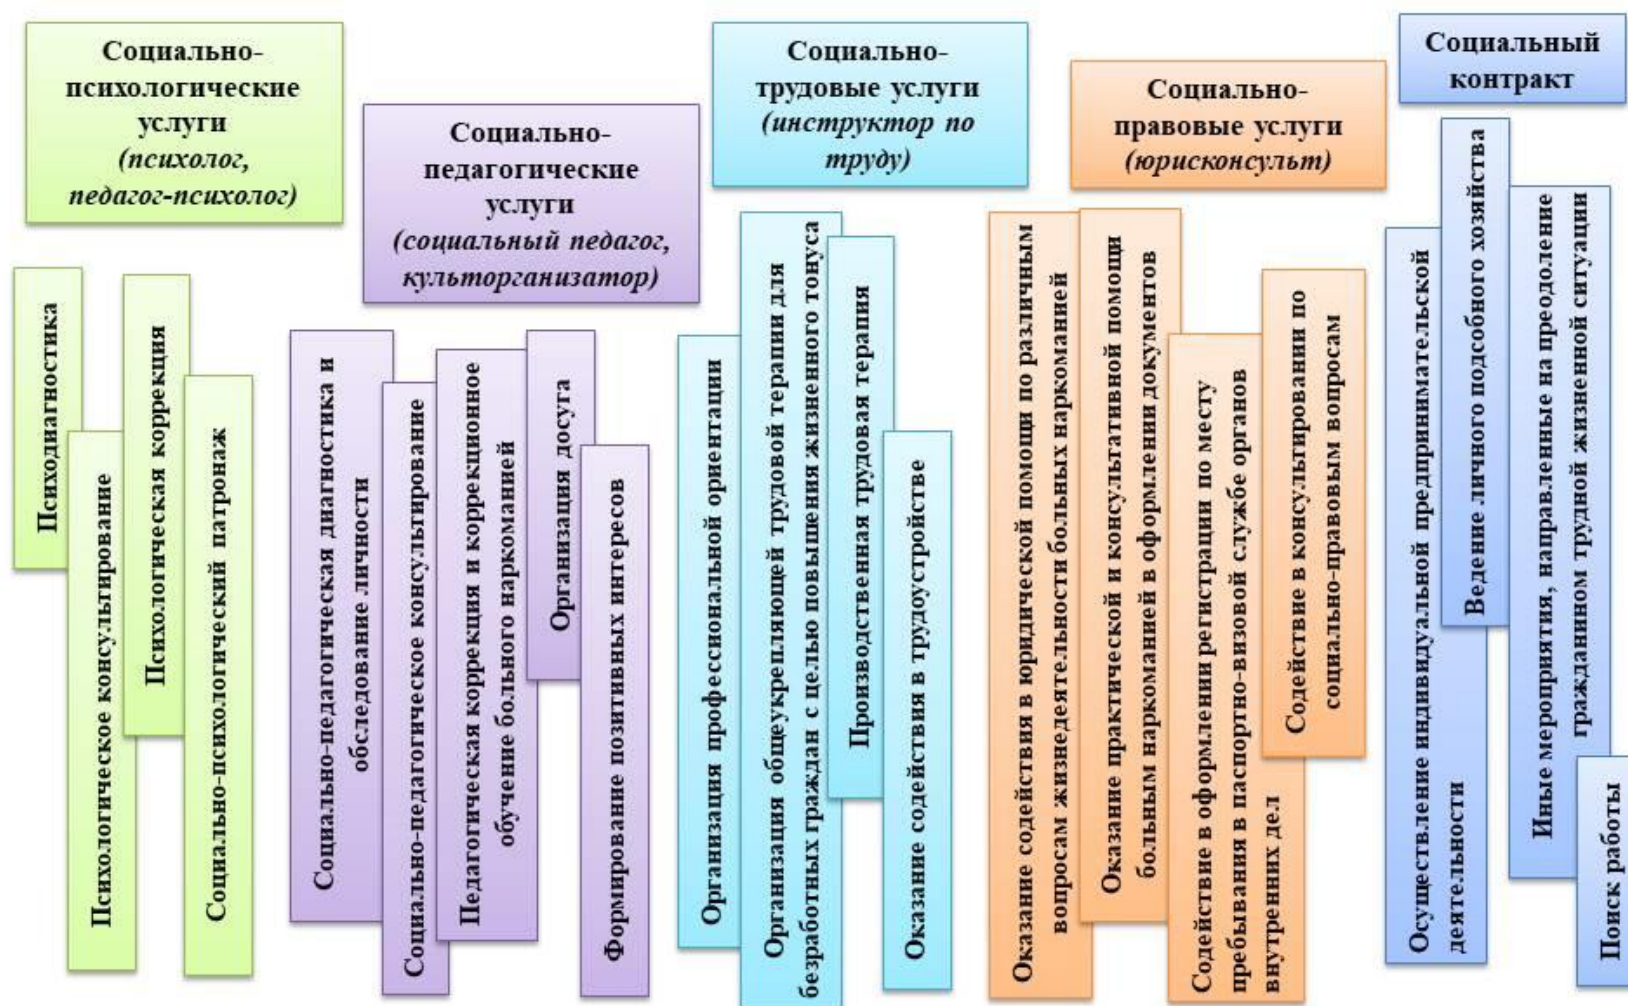 Социально-
психологические
услуги
(психолог,
педагог-психолог)
Психодиагностика
Психологическое консультирование
Психологическая коррекция
Социально-психологический патронаж
Социально-
педагогические
услуги
(социальный педагог,
культорганизатор)
Социально-педагогическая диагностика и
обследование личности
Социально-педагогическое консультирование
Педагогическая коррекция и коррекционное
обучение больного наркоманией
Организация досуга
Формирование позитивных интересов
Социально-
трудовые услуги
(инструктор по
труду)
Организация профессиональной ориентации
Организация общеукрепляющей трудовой терапии для
безработных граждан с целью повышения жизненного тонуса
Производственная трудовая терапия
Оказание содействия в трудоустройстве
Социально-
правовые услуги
(юрисконсульт)
Оказание содействия в юридической помощи по различным
вопросам жизнедеятельности больных наркоманией
Оказание практической и консультативной помощи
больным наркоманией в оформлении документов
Содействие в оформлении регистрации по месту
пребывания в паспортно-визовой службе органов
внутренних дел
Содействие в консультировании по
социально-правовым вопросам
Социальный
контракт
Осуществление индивидуальной предпринимательской
деятельности
Ведение личного подсобного хозяйства
Иные мероприятия, направленные на преодоление
гражданином трудной жизненной ситуации
Поиск работы